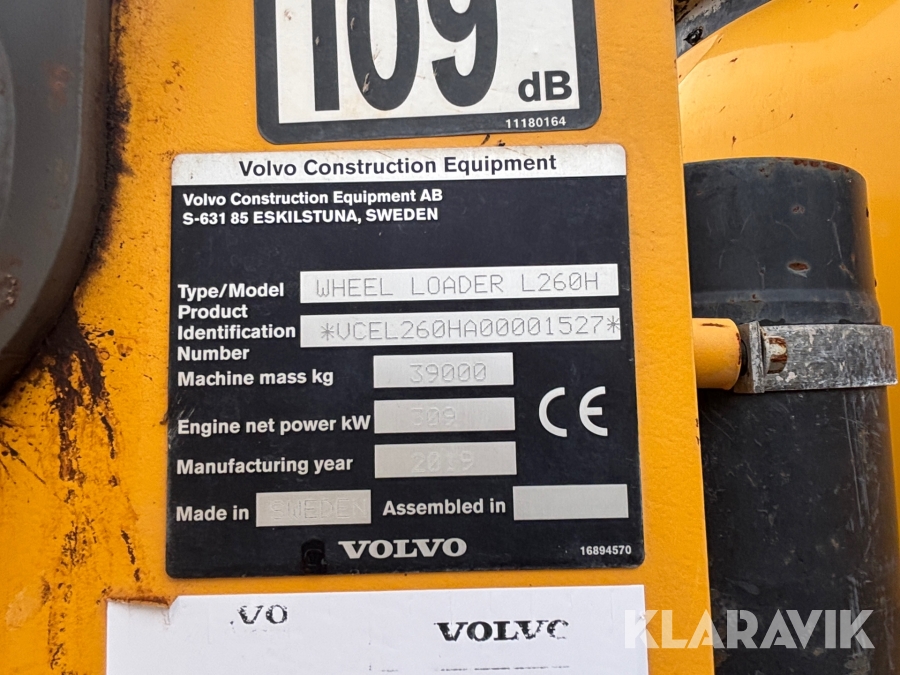 109
dB
11180164
Volvo Construction Equipment
Volvo Construction Equipment AB
S-631 85 ESKILSTUNA, SWEDEN
Type/Model WHEEL LOADER L260H
Product
Identification *VCEL260HA00001527*
Number
Machine mass kg 39000
Engine net power kW 309
CE
Manufacturing year 2019
Made in SWEDEN Assembled in
VOLVO 16894570
VO VOLVO
KLARAVIK